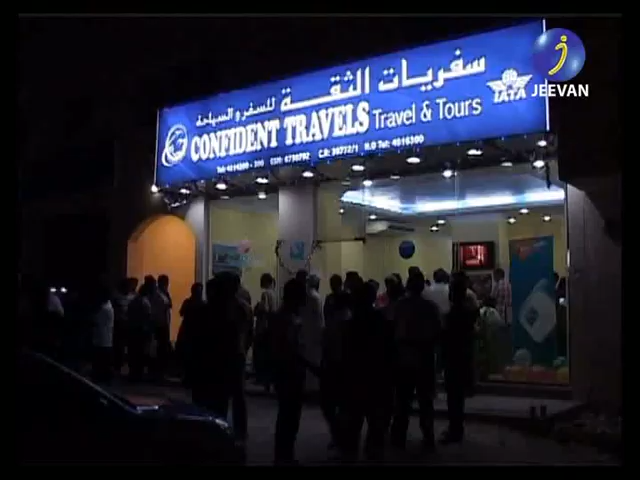 سفريات الثقة للسفر والسياحة
CONFIDENT TRAVELS Travel & Tours
IATA
JEEVAN